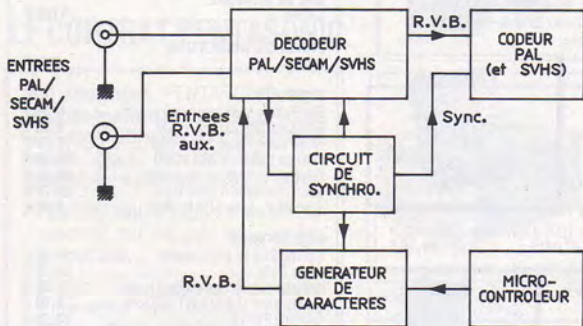 R.V.B.
DECODEUR
PAL/SECAM/SVHS
CODEUR
PAL
(et SVHS)
ENTREES
PAL/
SECAM/
SVHS
Entrees
R.V.B.
aux.
Sync.
CIRCUIT
DE
SYNCHRO.
R.V.B.
GENERATEUR
DE
CARACTERES
MICRO-
CONTROLEUR